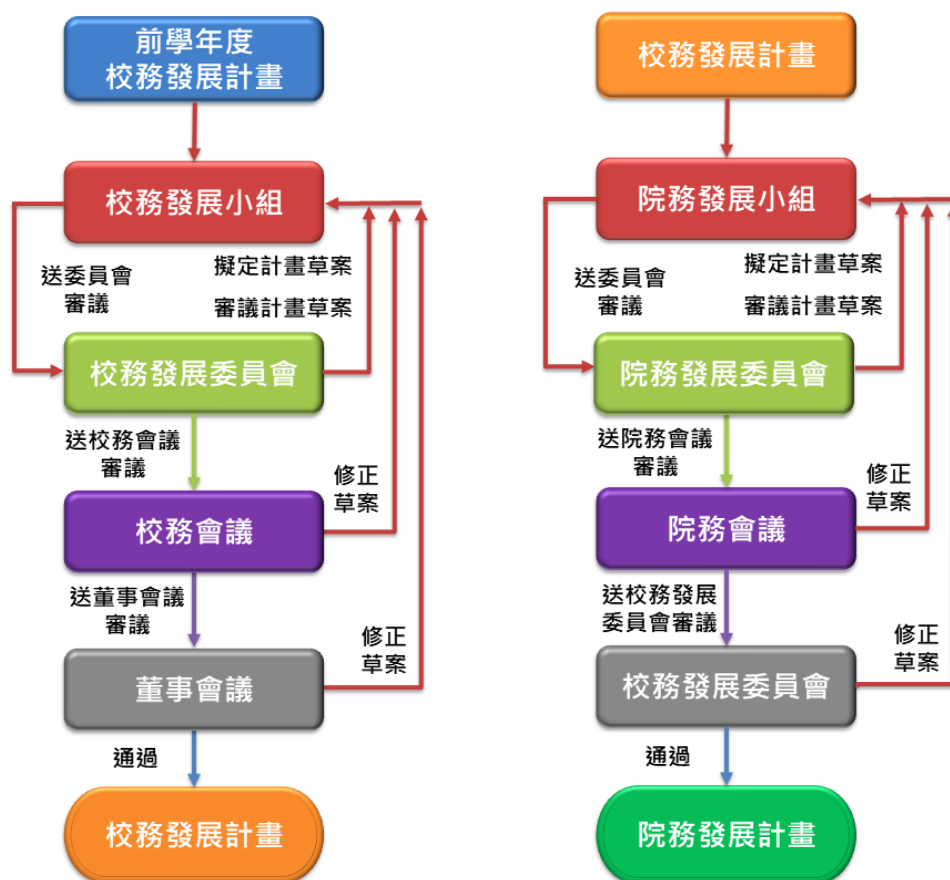 前學年度
校務發展計畫
校務發展小組
送委員會
審議
擬定計畫草案
審議計畫草案
校務發展委員會
送校務會議
審議
修正
草案
校務會議
送董事會議
審議
修正
草案
董事會議
通過
校務發展計畫
校務發展計畫
院務發展小組
送委員會
審議
擬定計畫草案
審議計畫草案
院務發展委員會
送院務會議
審議
修正
草案
院務會議
送校務發展
委員會審議
修正
草案
校務發展委員會
通過
院務發展計畫